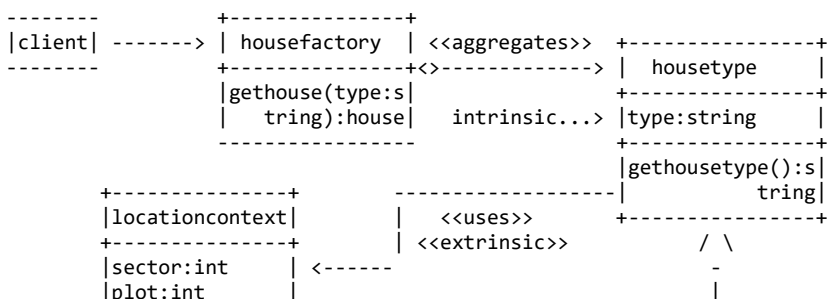 --------                +---------------+
|client| -------> | housefactory  | <<aggregates>>  +----------------+
--------                +---------------+<>-------------> |  housetype     |
                        |gethouse(type:s|                 +----------------+
                        |   tring):house|   intrinsic...> |type:string     |
                        -----------------                 +----------------+
                                                          |gethousetype():s|
          +---------------+         --------------------|           tring|
          |locationcontext|         |   <<uses>>        +----------------+
          +---------------+         | <<extrinsic>>            / \
          |sector:int     | <------                            -
          |plot:int       |                                    |